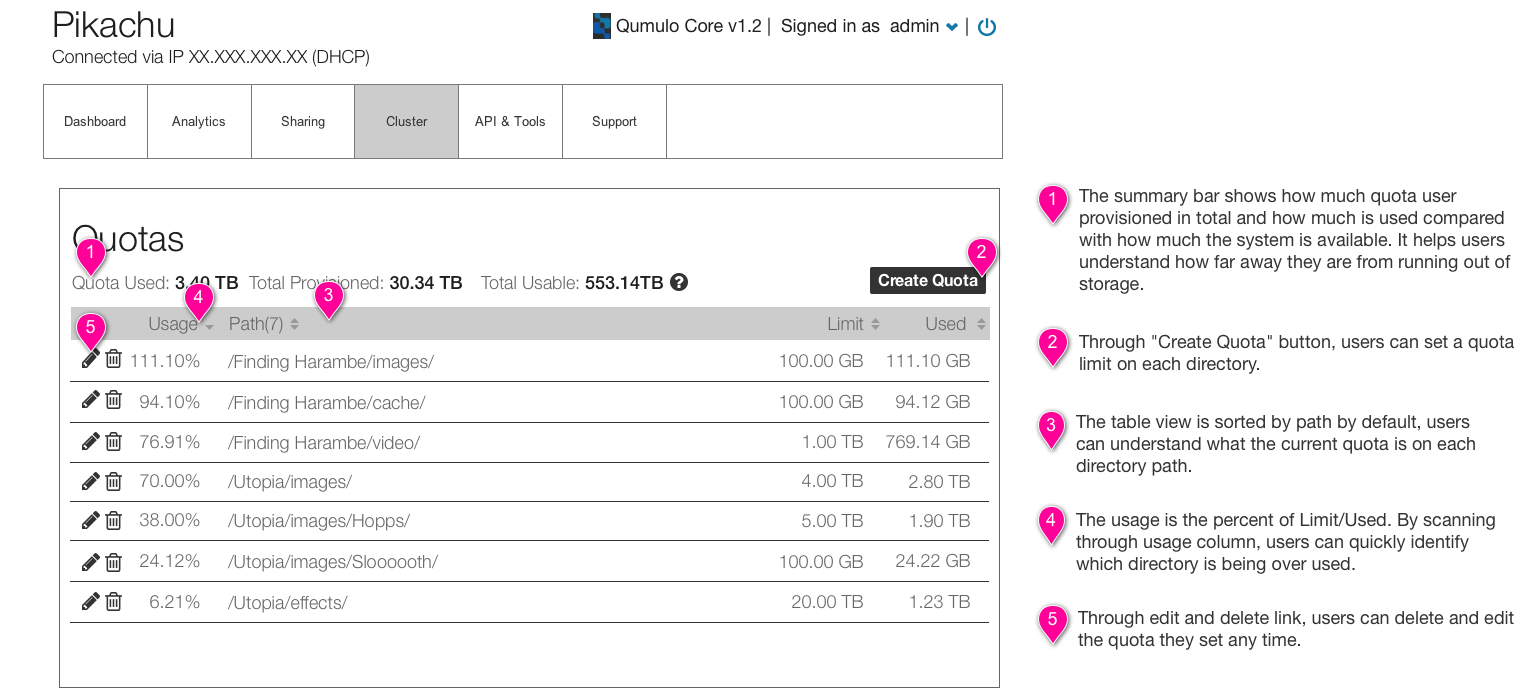 Pikachu
Qumulo Core v1.2 | Signed in as admin |
Connected via IP XX.XXX.XXX.XX (DHCP)
Dashboard Analytics Sharing Cluster API & Tools Support
Quotas
Quota Used: 3.40 TB Total Provisioned: 30.34 TB Total Usable: 553.14TB ?
Create Quota
1
2
3
4
5
Usage Path(7) Limit Used
111.10% /Finding Harambe/images/ 100.00 GB 111.10 GB
94.10% /Finding Harambe/cache/ 100.00 GB 94.12 GB
76.91% /Finding Harambe/video/ 1.00 TB 769.14 GB
70.00% /Utopia/images/ 4.00 TB 2.80 TB
38.00% /Utopia/images/Hopps/ 5.00 TB 1.90 TB
24.12% /Utopia/images/Sloooooth/ 100.00 GB 24.22 GB
6.21% /Utopia/effects/ 20.00 TB 1.23 TB
1 The summary bar shows how much quota user
provisioned in total and how much is used compared
with how much the system is available. It helps users
understand how far away they are from running out of
storage.
2 Through "Create Quota" button, users can set a quota
limit on each directory.
3 The table view is sorted by path by default, users
can understand what the current quota is on each
directory path.
4 The usage is the percent of Limit/Used. By scanning
through usage column, users can quickly identify
which directory is being over used.
5 Through edit and delete link, users can delete and edit
the quota they set any time.